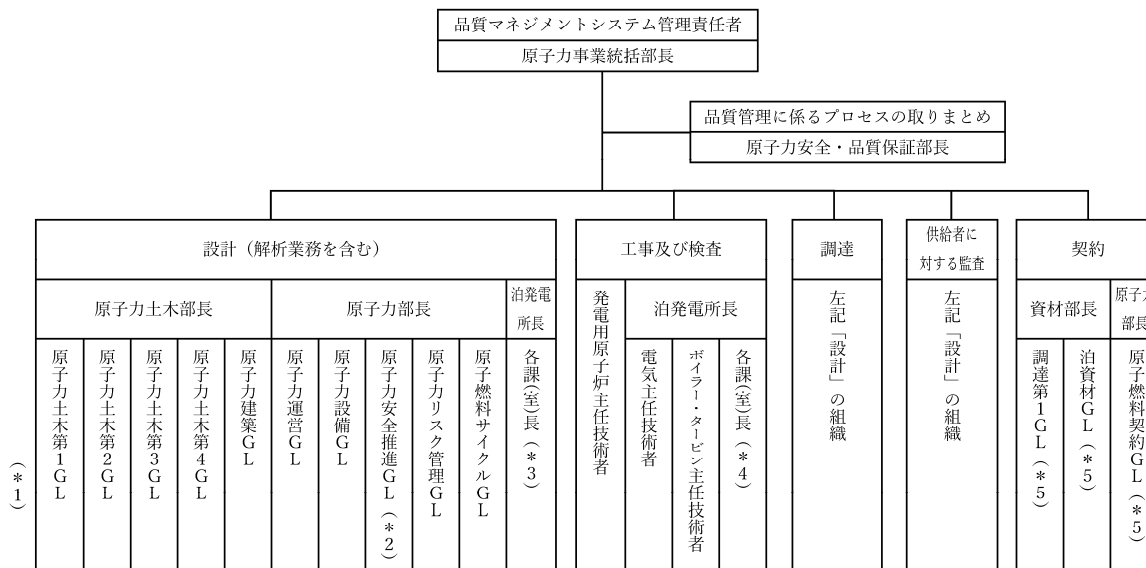 品質マネジメントシステム管理責任者
原子力事業統括部長
品質管理に係るプロセスの取りまとめ
原子力安全・品質保証部長
設計（解析業務を含む）
原子力土木部長
原子力土木第1GL
原子力土木第2GL
原子力土木第3GL
原子力土木第4GL
原子力建築GL
原子力部長
原子力運営GL
原子力設備GL
原子力安全推進GL（*2）
原子力リスク管理GL
原子燃料サイクルGL
泊発電
所長
各課(室)長（*3）
（*1）
工事及び検査
発電用原子炉主任技術者
泊発電所長
電気主任技術者
ボイラー・タービン主任技術者
各課(室)長（*4）
調達
左記「設計」の組織
供給者に
対する監査
左記「設計」の組織
契約
資材部長
調達第1GL（*5）
泊資材GL（*5）
原子力
部長
原子燃料契約GL（*5）